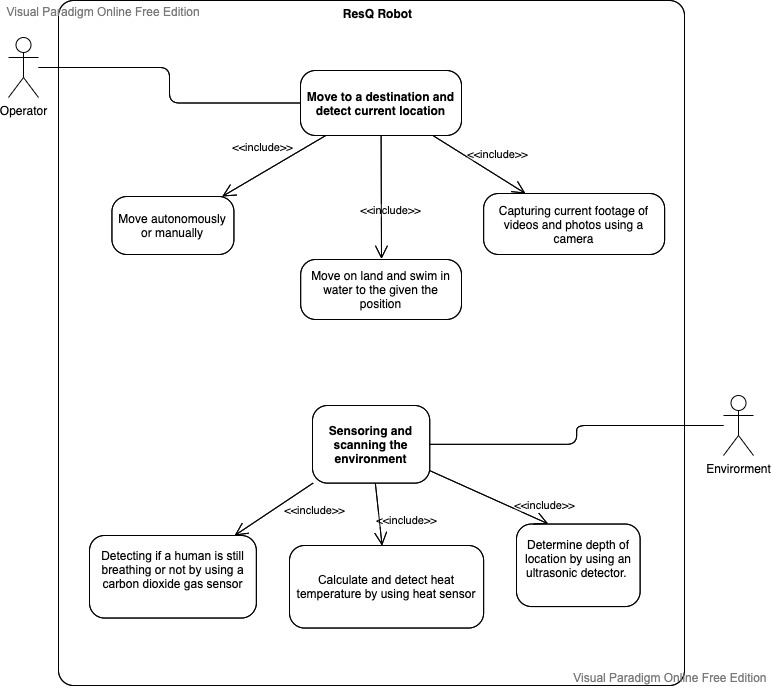 Visual Paradigm Online Free Edition
ResQ Robot
Operator
Move to a destination and
detect current location
<<include>>
<<include>>
<<include>>
Move autonomously
or manually
Capturing current footage of
videos and photos using a
camera
Move on land and swim in
water to the given the
position
Sensoring and
scanning the
environment
Envirorment
<<include>>
<<include>>
<<include>>
Detecting if a human is still
breathing or not by using a
carbon dioxide gas sensor
Calculate and detect heat
temperature by using heat sensor
Determine depth of
location by using an
ultrasonic detector.
Visual Paradigm Online Free Edition